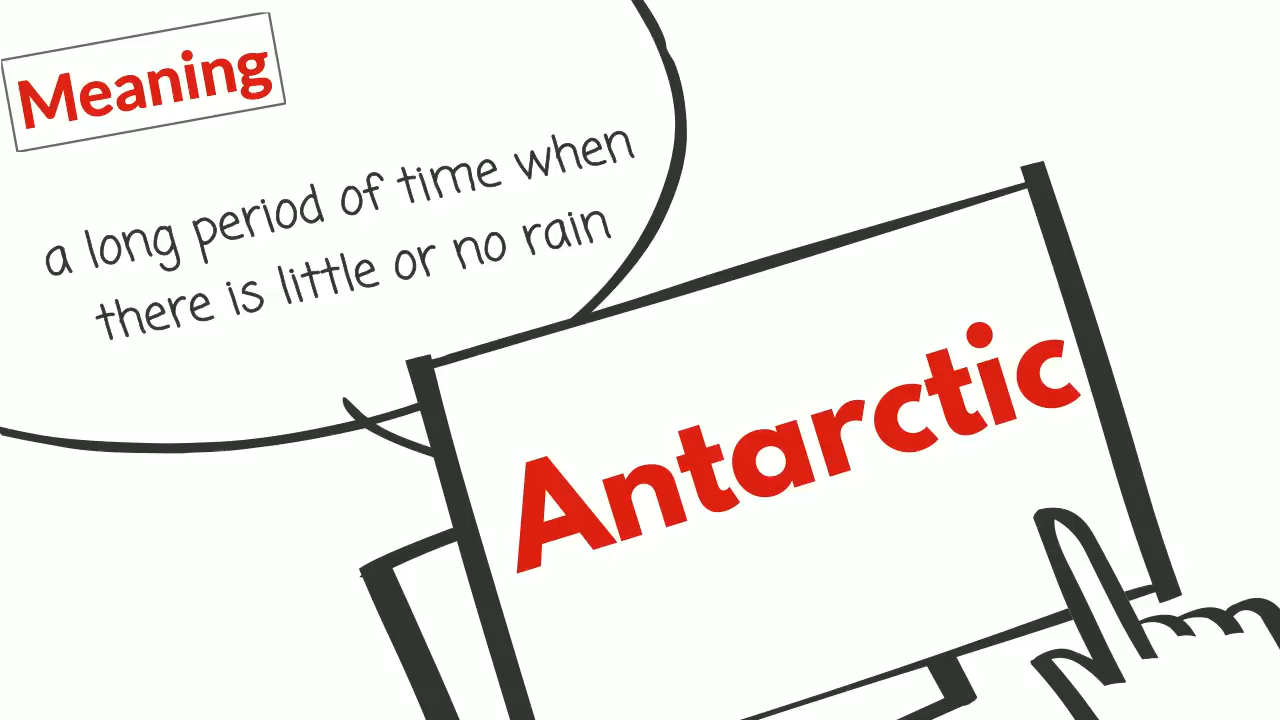 Meaning
a long period of time when
there is little or no rain
Antarctic